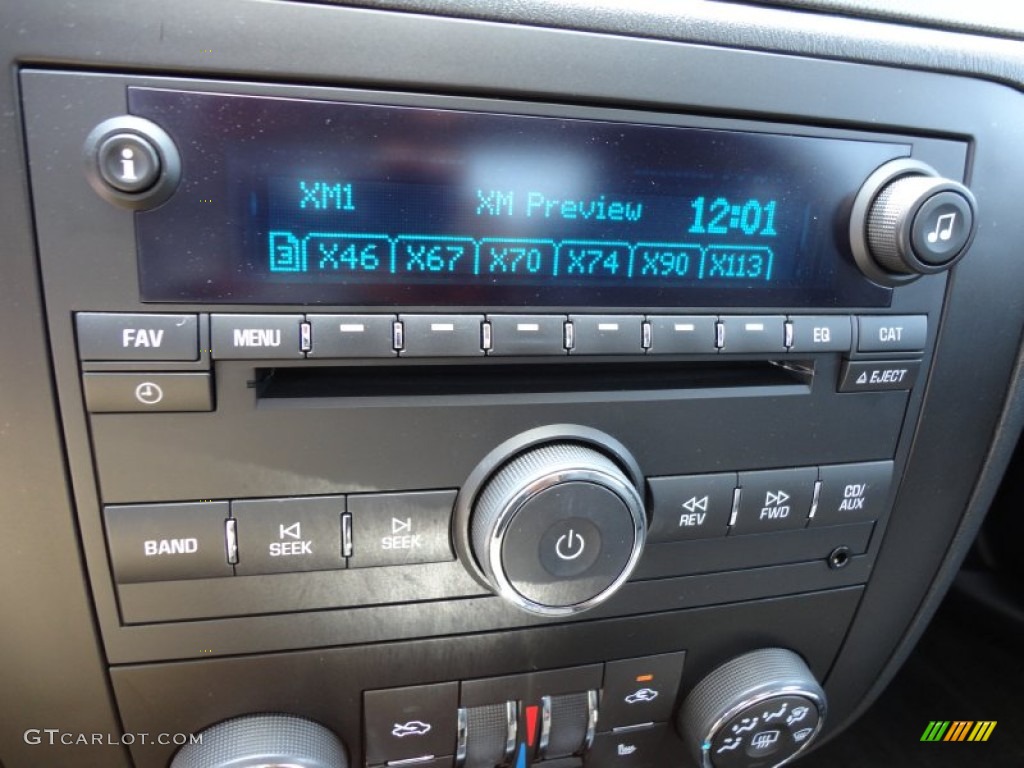 XM1 XM Preview 12:01
3 X46 X67 X70 X74 X90 X113
FAV MENU EQ CAT
EJECT
BAND SEEK SEEK REV FWD CD/AUX
GTCARLOT.COM